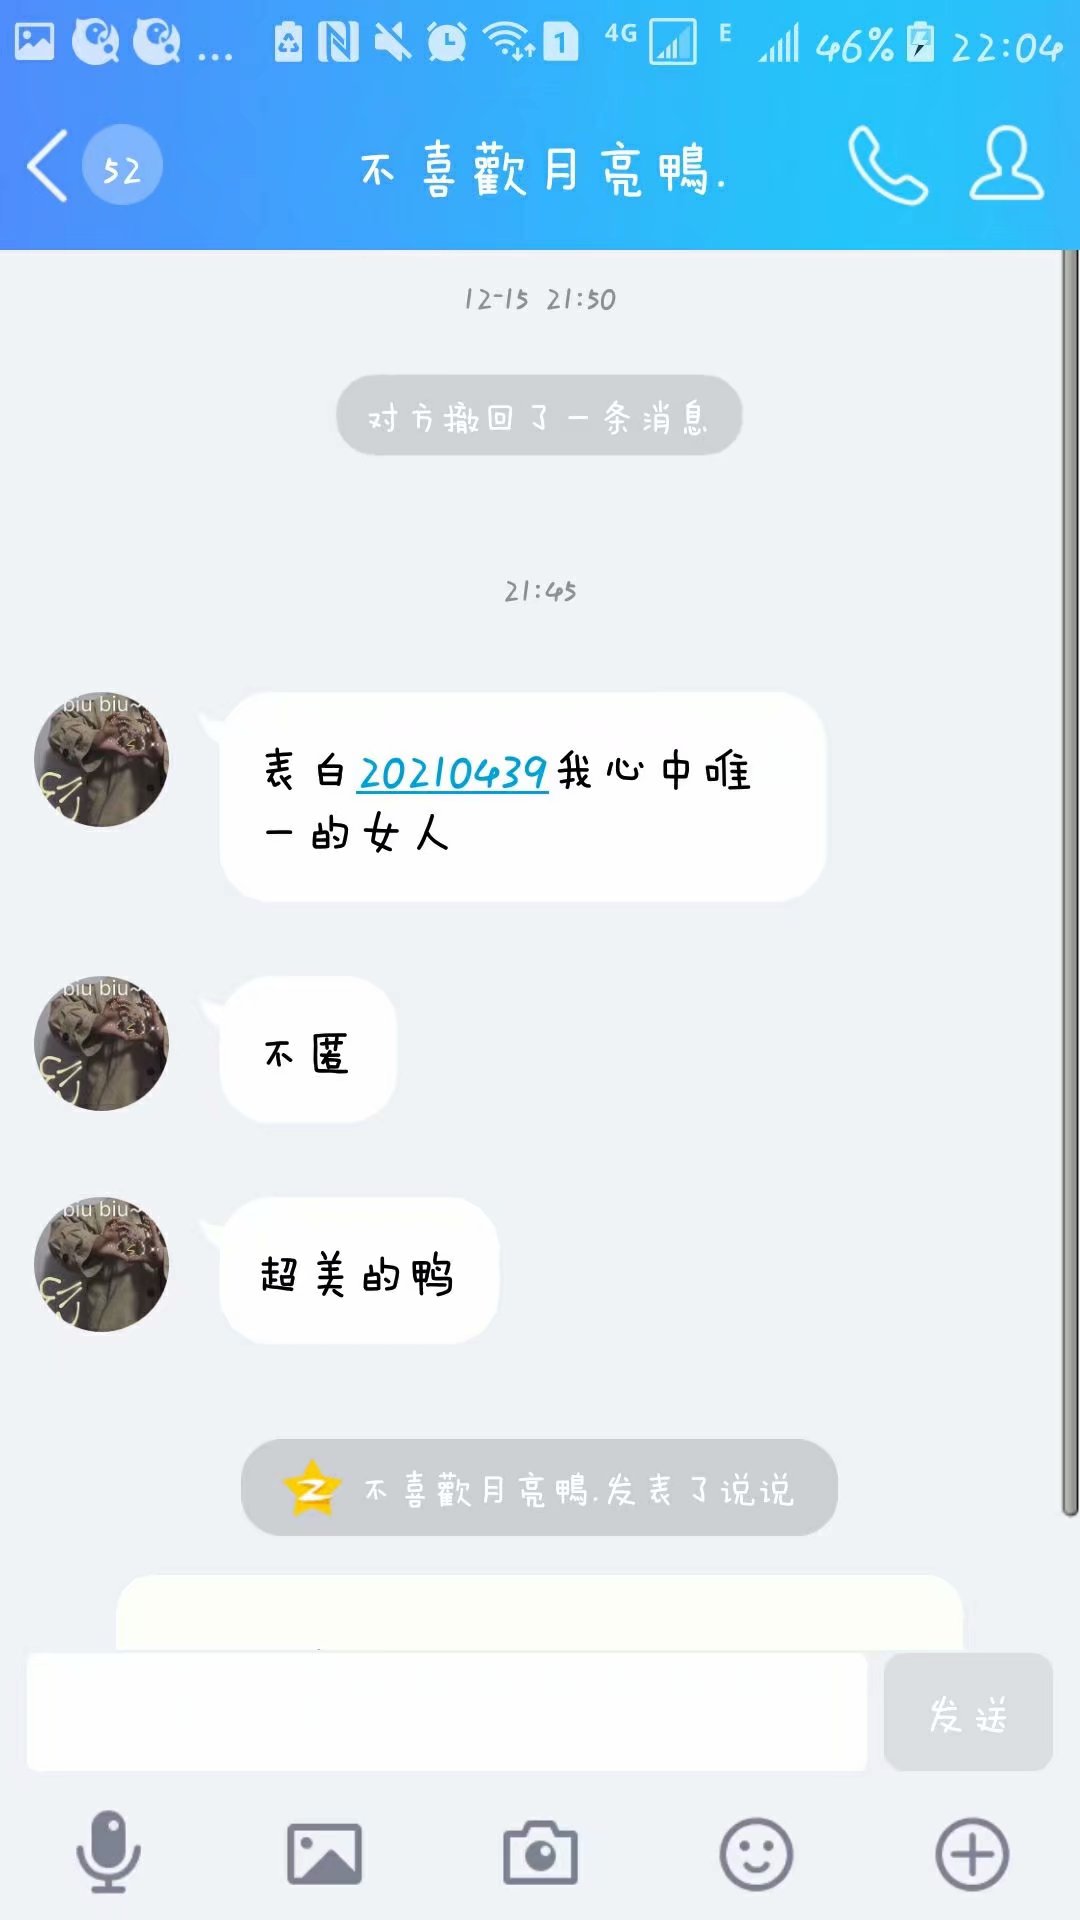 ... 1 4G E 46% 22:04
52 不喜歡月亮鴨.
12-15 21:50
对方撤回了一条消息
21:45
biu biu~
表白20210439我心中唯
一的女人
biu biu~
不匿
biu biu~
超美的鸭
不喜歡月亮鴨.发表了说说
发送